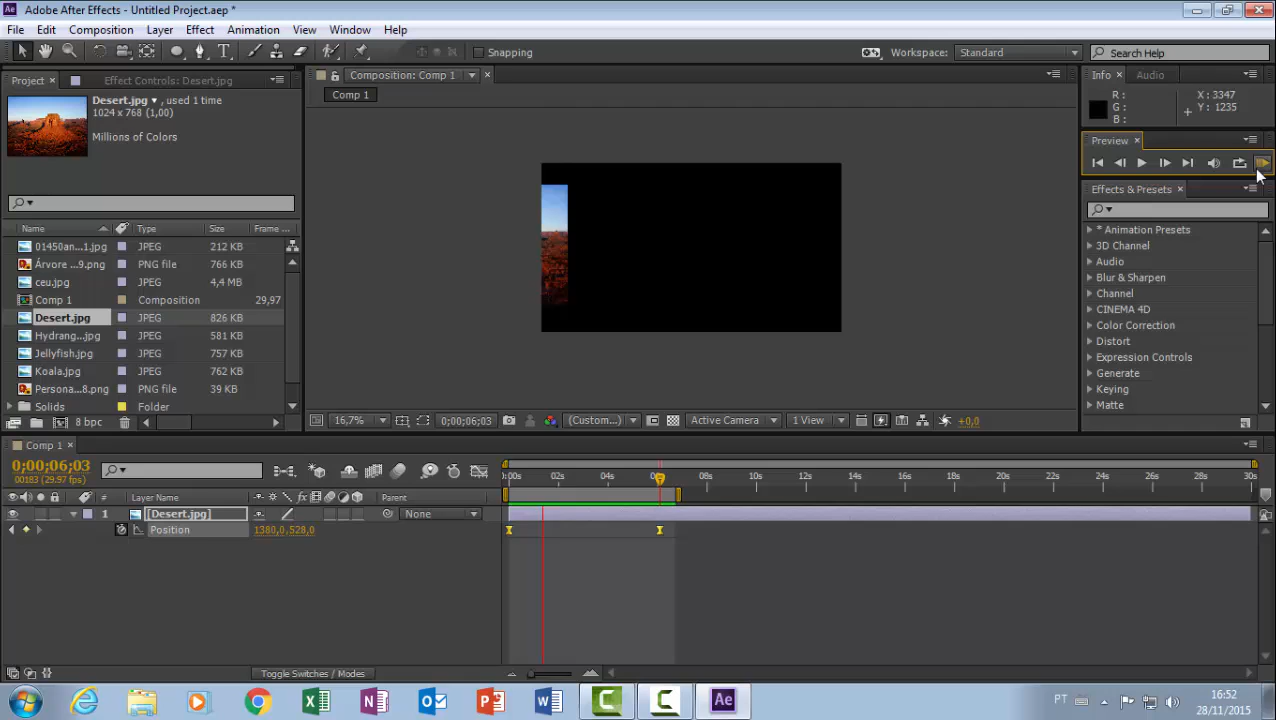 Adobe After Effects - Untitled Project.aep *
File Edit Composition Layer Effect Animation View Window Help
Snapping Workspace: Standard Search Help
Project Effect Controls: Desert.jpg
Desert.jpg , used 1 time
1024 x 768 (1,00)
Millions of Colors
Name Type Size Frame ...
01450an...1.jpg JPEG 212 KB
Árvore ...9.png PNG file 766 KB
ceu.jpg JPEG 4,4 MB
Comp 1 Composition 29,97
Desert.jpg JPEG 826 KB
Hydrang...jpg JPEG 581 KB
Jellyfish.jpg JPEG 757 KB
Koala.jpg JPEG 762 KB
Persona...8.png PNG file 39 KB
Solids Folder
8 bpc
Composition: Comp 1
Comp 1
16,7% 0;00;06;03 (Custom...) Active Camera 1 View +0,0
Info Audio
R : X : 3347
G : Y : 1235
B :
Preview
Effects & Presets
* Animation Presets
3D Channel
Audio
Blur & Sharpen
Channel
CINEMA 4D
Color Correction
Distort
Expression Controls
Generate
Keying
Matte
Comp 1
0;00;06;03
00183 (29.97 fps)
:00s 02s 04s 08s 10s 12s 14s 16s 18s 20s 22s 24s 26s 28s 30s
# Layer Name Parent
1 [Desert.jpg] None
Position 1380,0,528,0
Toggle Switches / Modes
PT 16:52
28/11/2015